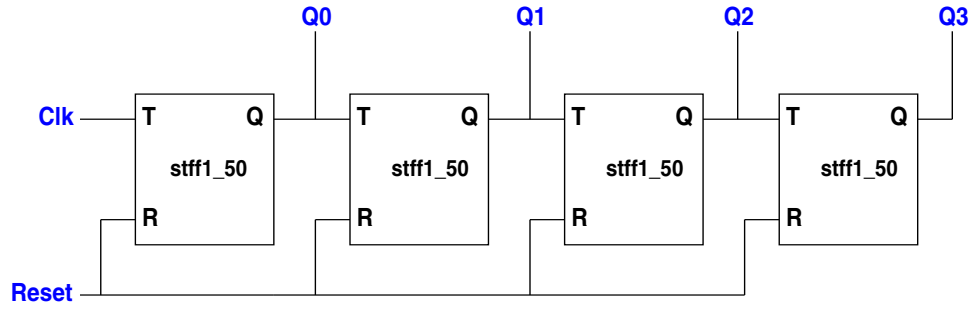 Q0 Q1 Q2 Q3
Clk T Q T Q T Q T Q
stff1_50 stff1_50 stff1_50 stff1_50
R R R R
Reset